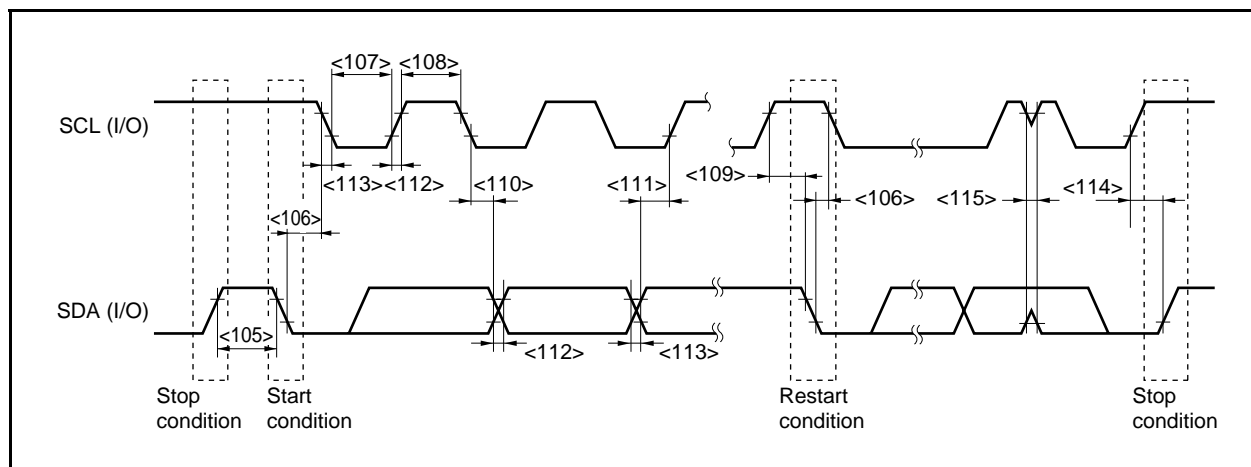 <107> <108>
SCL (I/O)
<113> <112> <110> <111> <109> <106> <115> <114>
<106>
SDA (I/O)
<105>
<112> <113>
Stop
condition
Start
condition
Restart
condition
Stop
condition